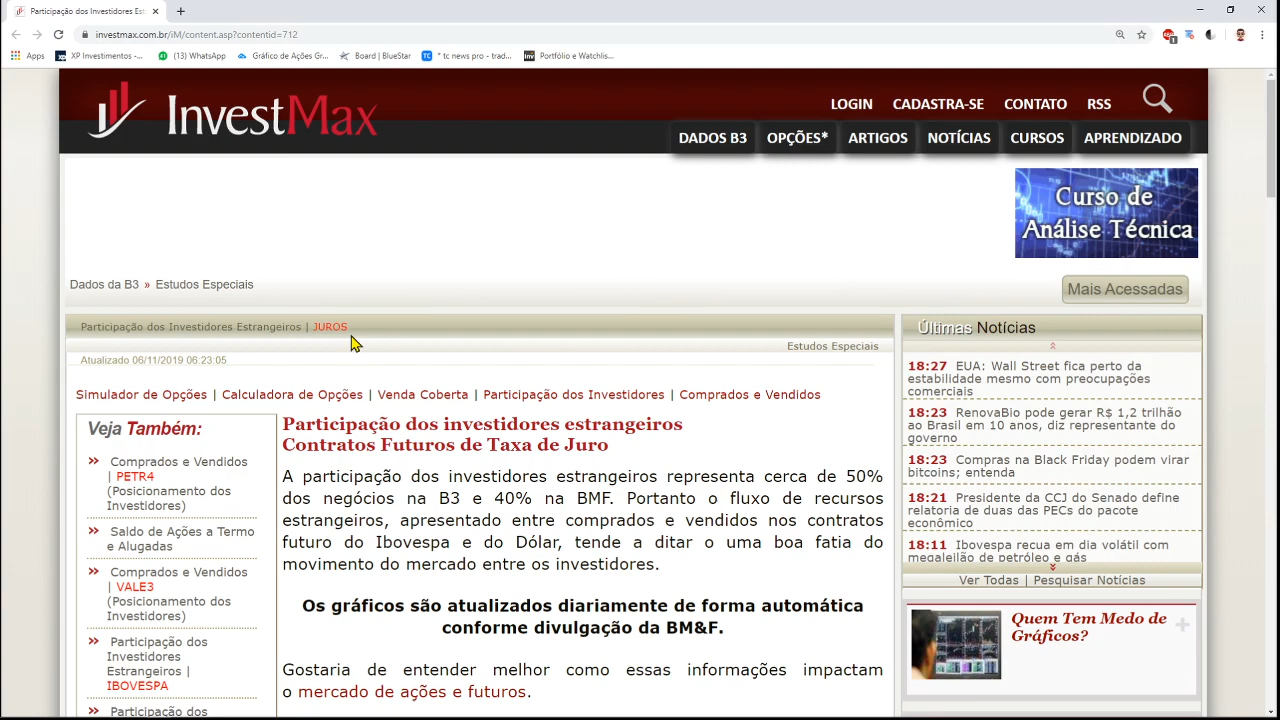 Participação dos Investidores Est
investmax.com.br/iM/content.asp?contentid=712
Apps
XP Investimentos -...
(13) WhatsApp
Gráfico de Ações Gr...
Board | BlueStar
* tc news pro - trad...
Portfólio e Watchlis...
InvestMax
LOGIN CADASTRA-SE CONTATO RSS
DADOS B3 OPÇÕES* ARTIGOS NOTÍCIAS CURSOS APRENDIZADO
Curso de
Análise Técnica
Dados da B3 » Estudos Especiais
Mais Acessadas
Participação dos Investidores Estrangeiros | JUROS
Estudos Especiais
Atualizado 06/11/2019 06:23:05
Simulador de Opções | Calculadora de Opções | Venda Coberta | Participação dos Investidores | Comprados e Vendidos
Veja Também:
» Comprados e Vendidos
| PETR4
(Posicionamento dos
Investidores)
» Saldo de Ações a Termo
e Alugadas
» Comprados e Vendidos
| VALE3
(Posicionamento dos
Investidores)
» Participação dos
Investidores
Estrangeiros |
IBOVESPA
» Participação dos
Participação dos investidores estrangeiros
Contratos Futuros de Taxa de Juro
A participação dos investidores estrangeiros representa cerca de 50%
dos negócios na B3 e 40% na BMF. Portanto o fluxo de recursos
estrangeiros, apresentado entre comprados e vendidos nos contratos
futuro do Ibovespa e do Dólar, tende a ditar o uma boa fatia do
movimento do mercado entre os investidores.
Os gráficos são atualizados diariamente de forma automática
conforme divulgação da BM&F.
Gostaria de entender melhor como essas informações impactam
o mercado de ações e futuros.
Últimas Notícias
18:27 EUA: Wall Street fica perto da
estabilidade mesmo com preocupações
comerciais
18:23 RenovaBio pode gerar R$ 1,2 trilhão
ao Brasil em 10 anos, diz representante do
governo
18:23 Compras na Black Friday podem virar
bitcoins; entenda
18:21 Presidente da CCJ do Senado define
relatoria de duas das PECs do pacote
econômico
18:11 Ibovespa recua em dia volátil com
megaleilão de petróleo e gás
Ver Todas | Pesquisar Notícias
Quem Tem Medo de
Gráficos?